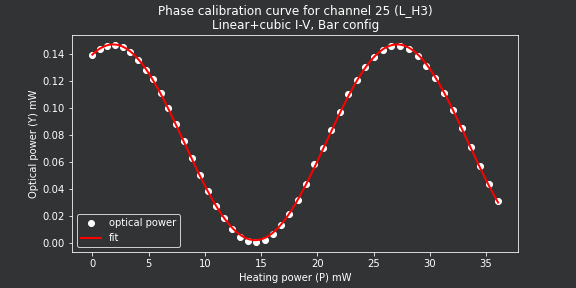 Phase calibration curve for channel 25 (L_H3)
Linear+cubic I-V, Bar config
Optical power (Y) mW
0.14
0.12
0.10
0.08
0.06
0.04
0.02
0.00
optical power
fit
0
5
10
15
20
25
30
35
Heating power (P) mW